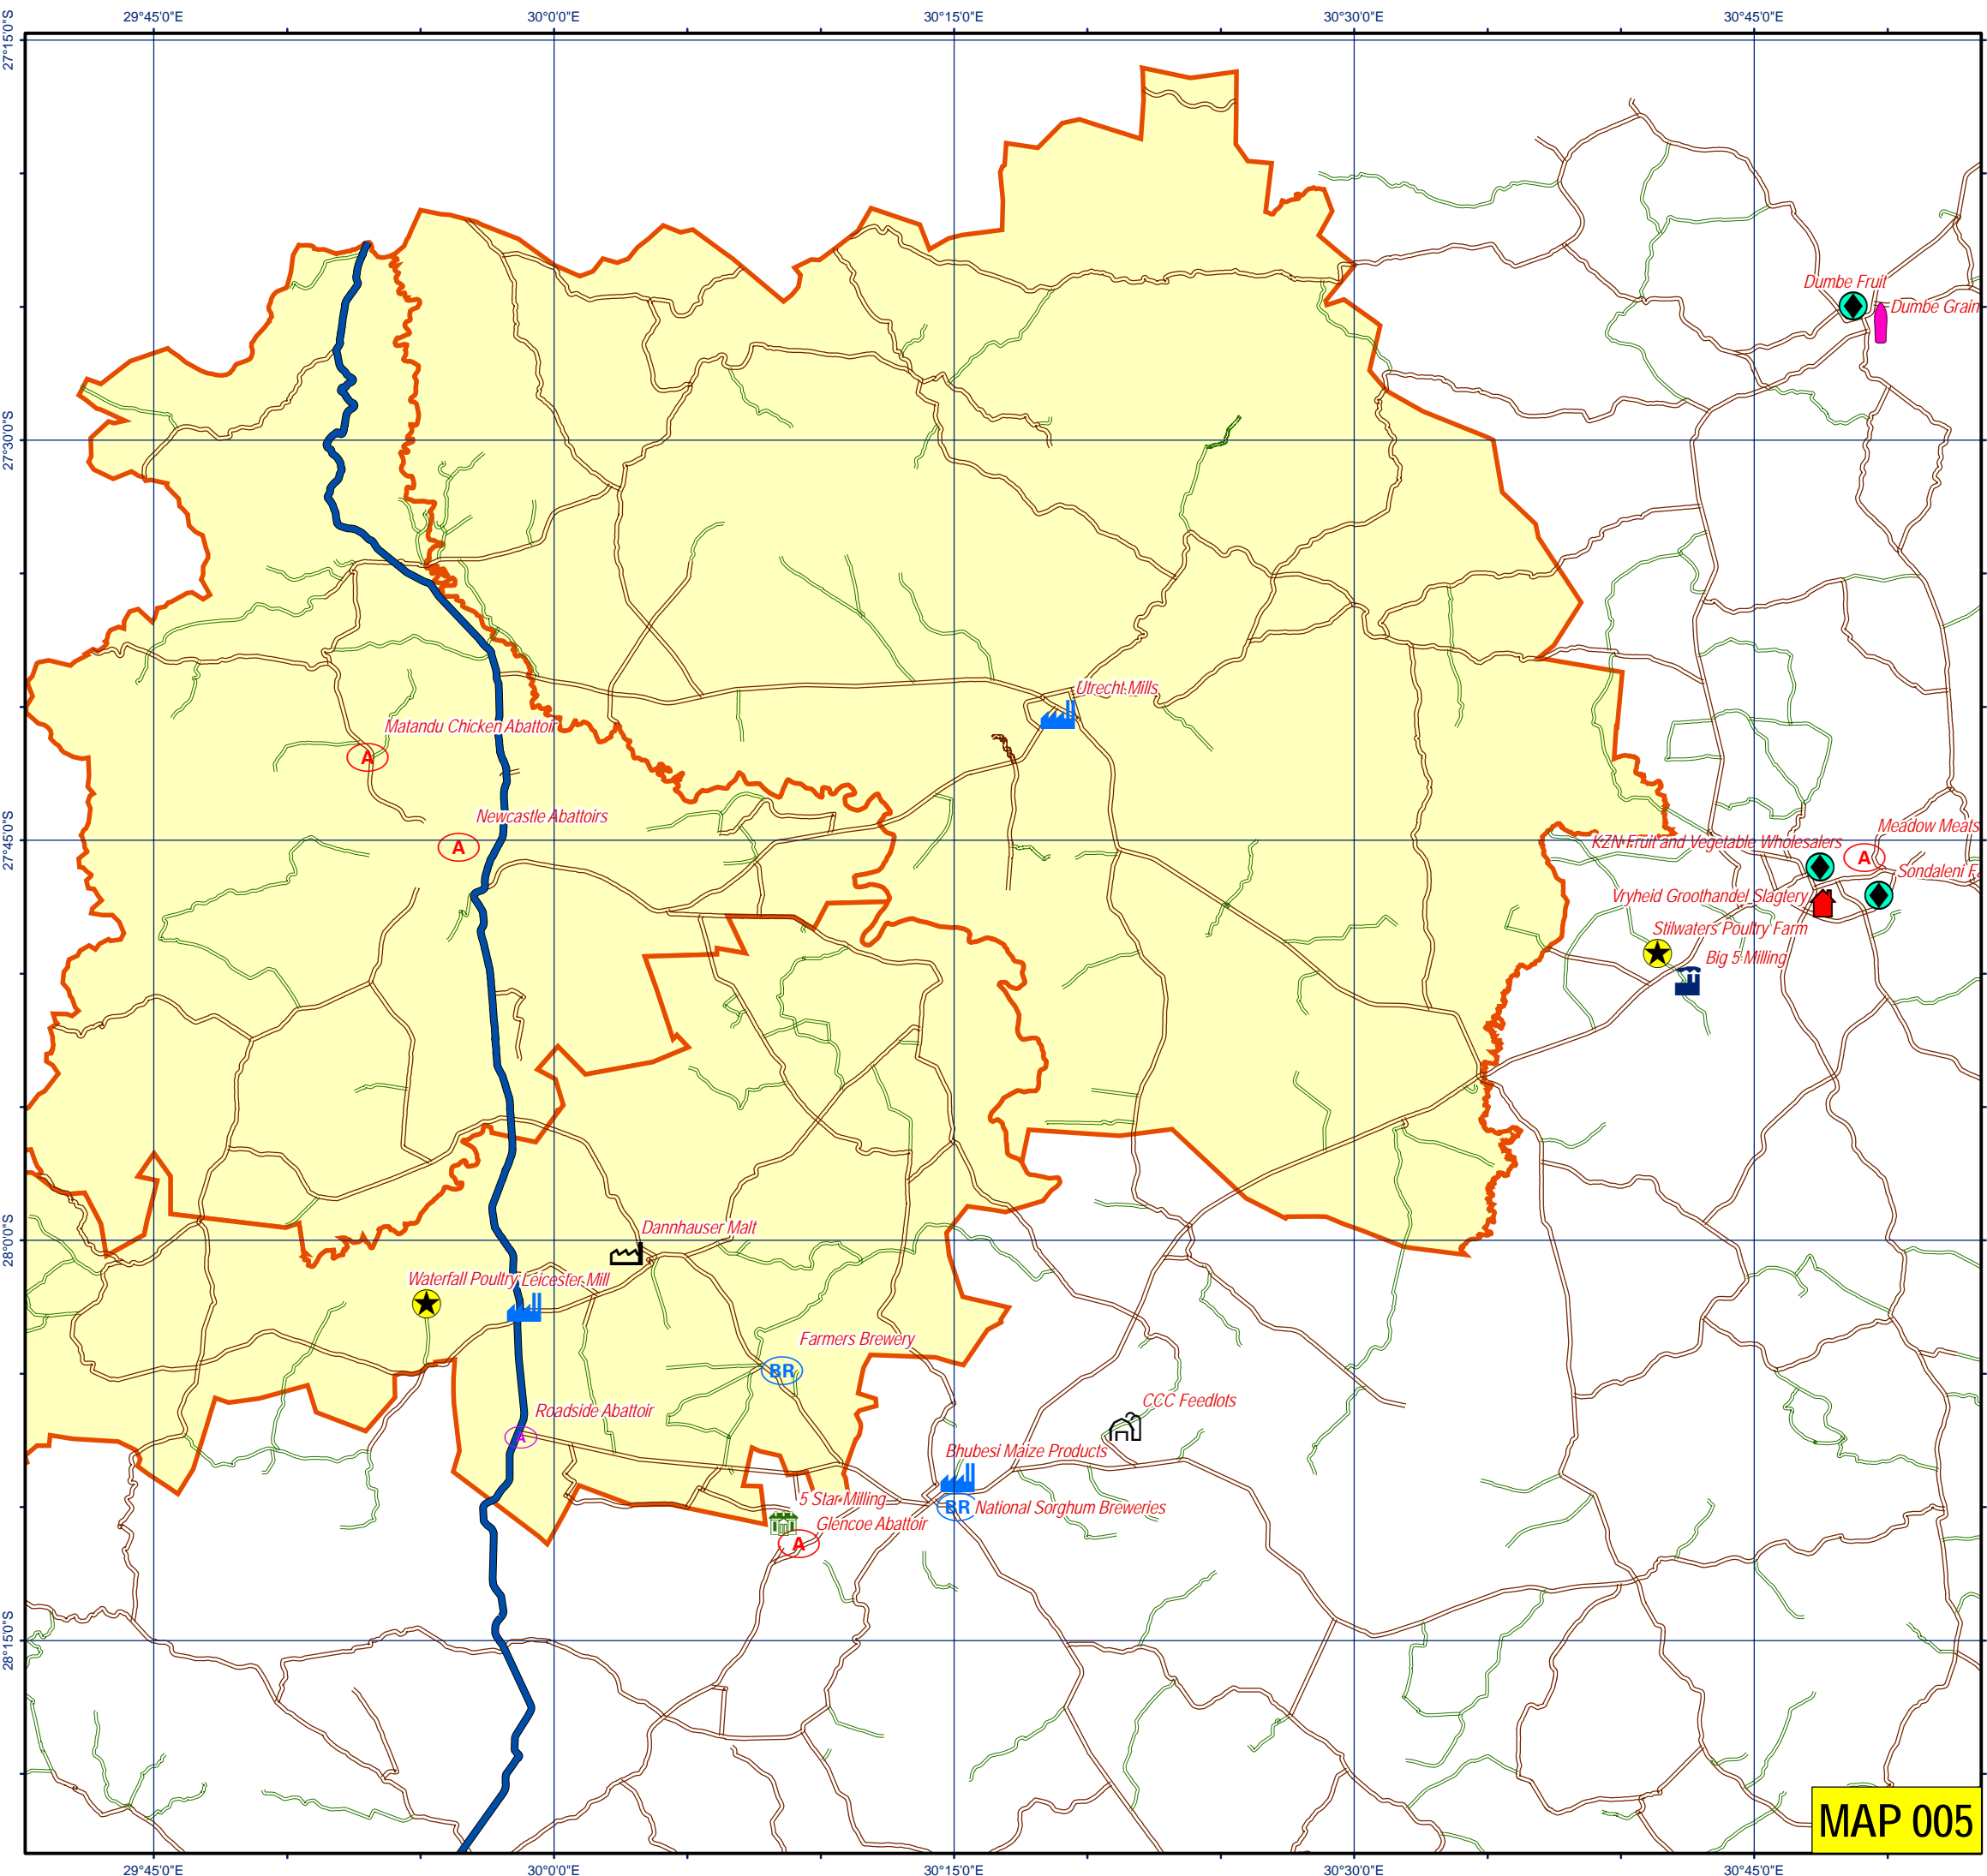 29°45'0"E 30°0'0"E 30°15'0"E 30°30'0"E 30°45'0"E
27°15'0"S
Dumbe Fruit
Dumbe Grain
27°30'0"S
Utrecht Mills
Matandu Chicken Abattoir
A
Newcastle Abattoirs
A
27°45'0"S
Meadow Meats
KZN Fruit and Vegetable Wholesalers
A
Sondaleni
Vryheid Groothandel Slagtery
Stilwaters Poultry Farm
Big 5 Milling
Dannhauser Malt
28°0'0"S
Waterfall Poultry Leicester Mill
Farmers Brewery
BR
CCC Feedlots
Roadside Abattoir
A
Bhubesi Maize Products
5 Star Milling
BR National Sorghum Breweries
Glencoe Abattoir
A
28°15'0"S
MAP 005
29°45'0"E 30°0'0"E 30°15'0"E 30°30'0"E 30°45'0"E